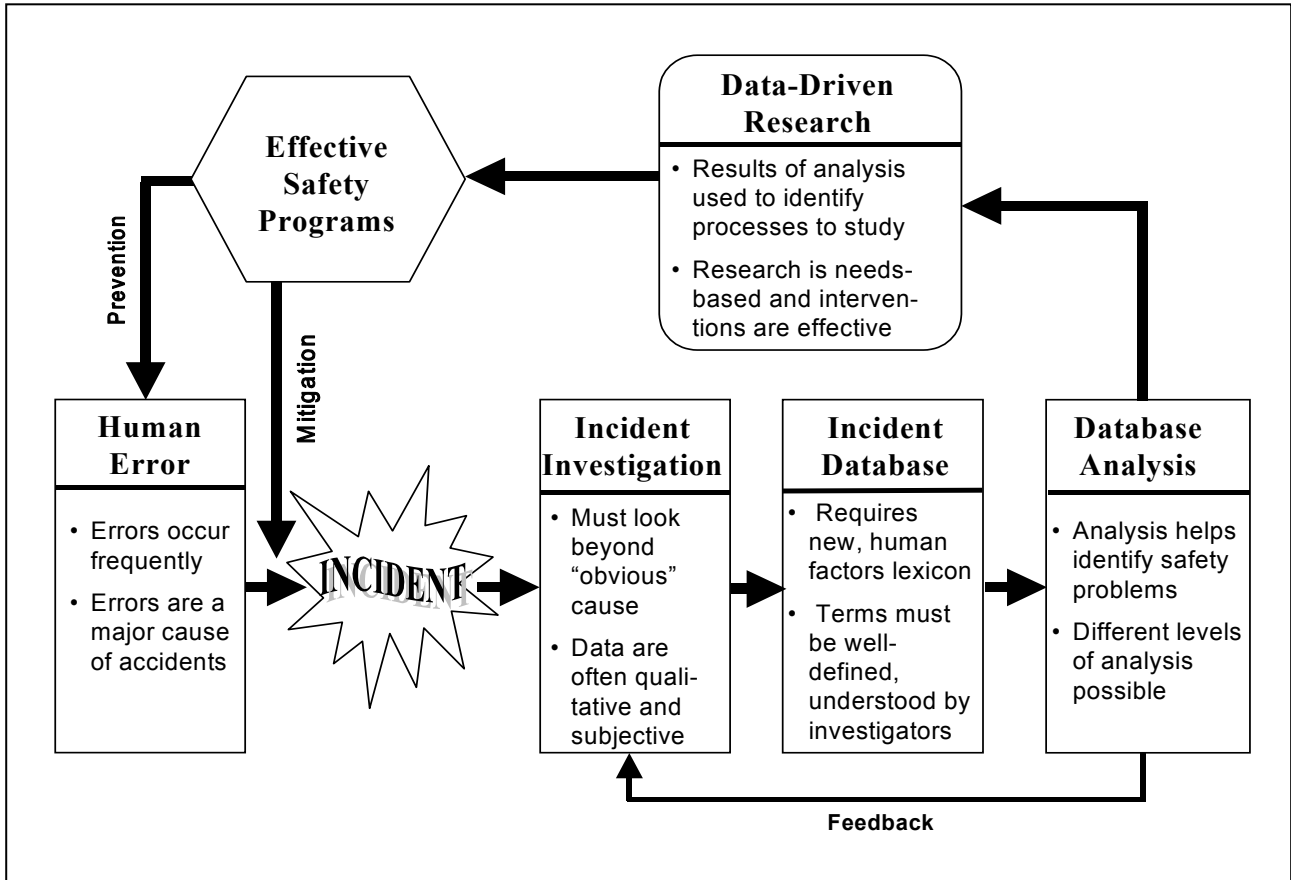 Effective
Safety
Programs
Data-Driven
Research
• Results of analysis
used to identify
processes to study
• Research is needs-
based and interven-
tions are effective
Prevention
Mitigation
Human
Error
• Errors occur
frequently
• Errors are a
major cause
of accidents
INCIDENT
Incident
Investigation
• Must look
beyond
“obvious”
cause
• Data are
often quali-
tative and
subjective
Incident
Database
• Requires
new, human
factors lexicon
• Terms must
be well-
defined,
understood by
investigators
Database
Analysis
• Analysis helps
identify safety
problems
• Different levels
of analysis
possible
Feedback